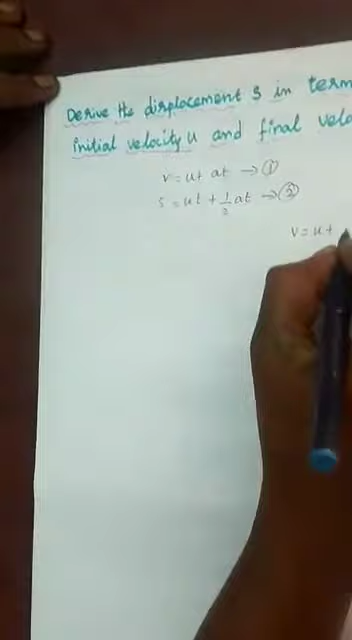 Derive the displacement S in term
initial velocity u and final velo
v = u + at → ①
s = ut + 1/2 at → ②
v = u +